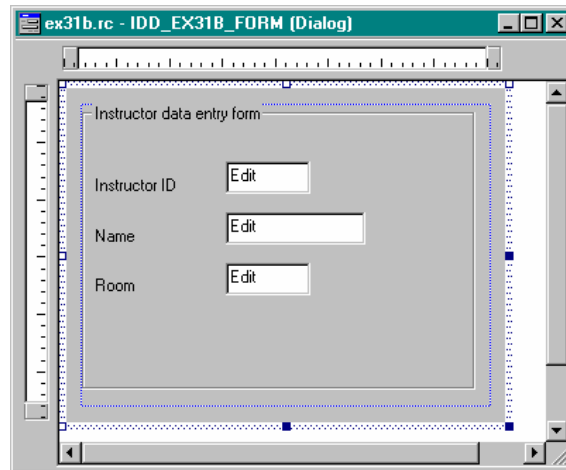 ex31b.rc - IDD_EX31B_FORM (Dialog)
Instructor data entry form
Instructor ID
Edit
Name
Edit
Room
Edit